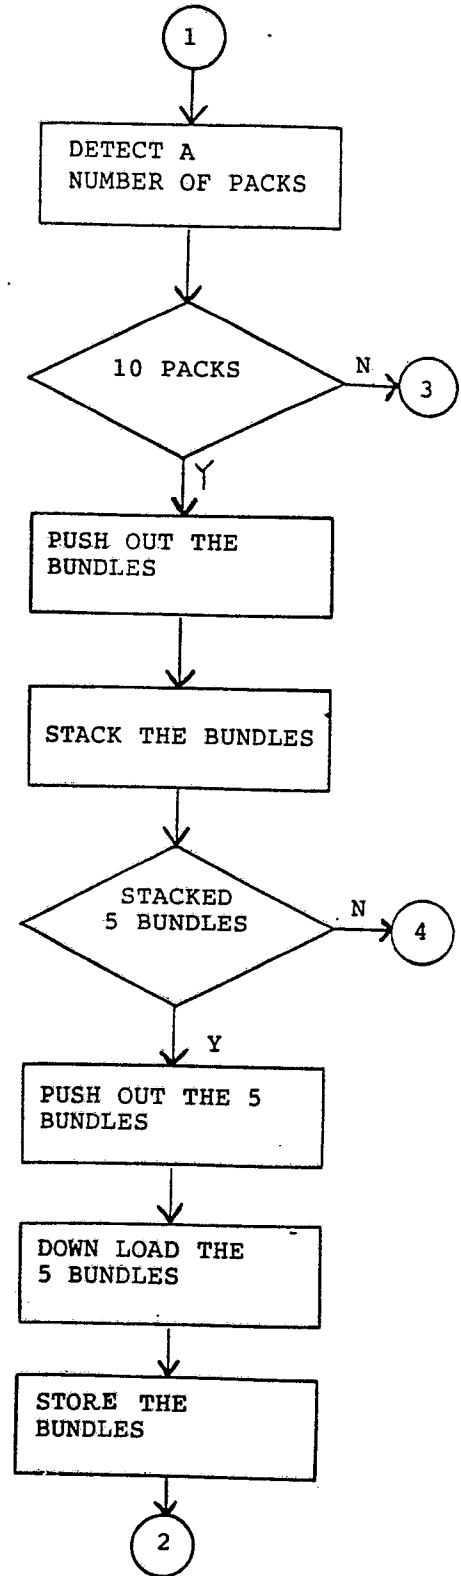 1
DETECT A
NUMBER OF PACKS
10 PACKS
N
3
Y
PUSH OUT THE
BUNDLES
STACK THE BUNDLES
STACKED
5 BUNDLES
N
4
Y
PUSH OUT THE 5
BUNDLES
DOWN LOAD THE
5 BUNDLES
STORE THE
BUNDLES
2